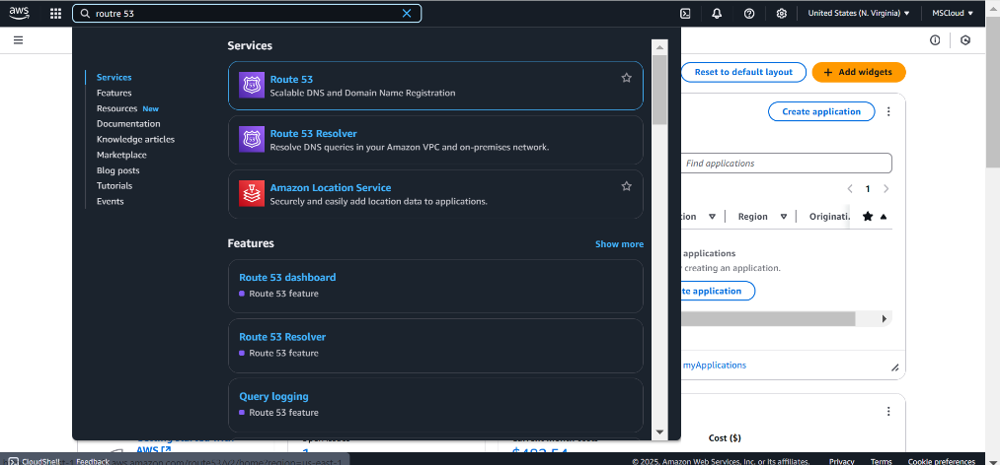 aws
routre 53
United States (N. Virginia)
MSCloud
Services
Features
Resources New
Documentation
Knowledge articles
Marketplace
Blog posts
Tutorials
Events
Services
Route 53
Scalable DNS and Domain Name Registration
Route 53 Resolver
Resolve DNS queries in your Amazon VPC and on-premises network.
Amazon Location Service
Securely and easily add location data to applications.
Features
Show more
Route 53 dashboard
Route 53 feature
Route 53 Resolver
Route 53 feature
Query logging
Route 53 feature
Reset to default layout
+ Add widgets
Create application
Find applications
1
Region
Originati.
applications
creating an application.
application
myApplications
Cost ($)
AWS
CloudShell
Feedback
© 2025, Amazon Web Services, Inc. or its affiliates.
Privacy
Terms
Cookie preferences